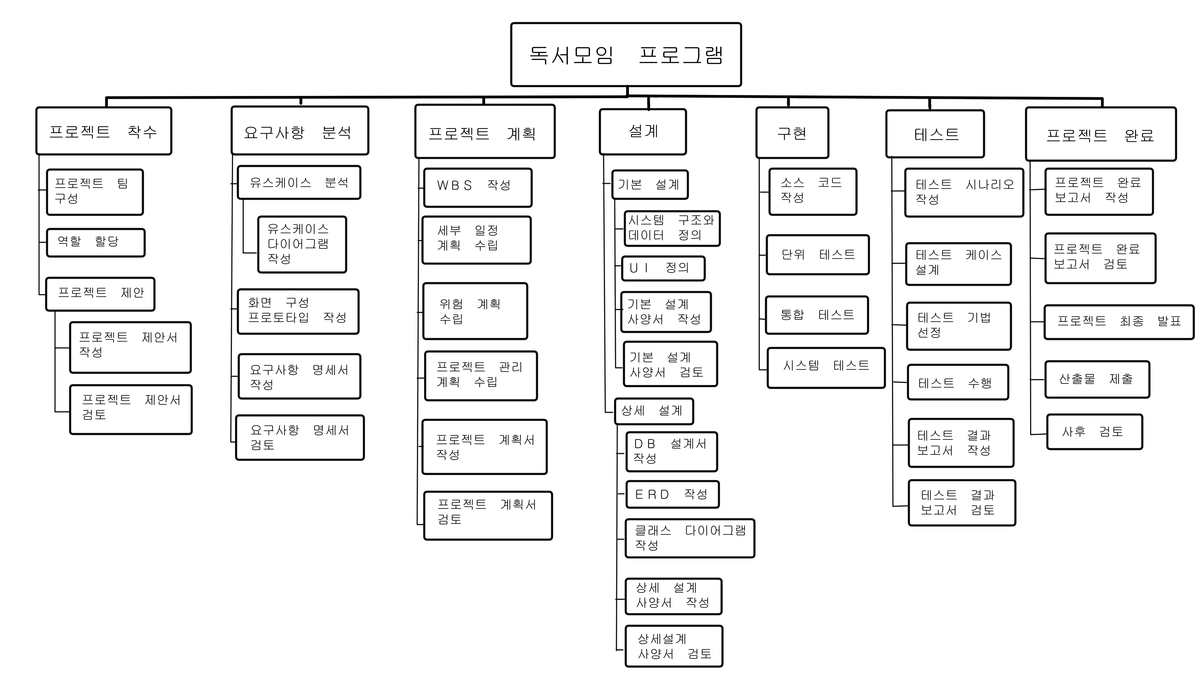 독서모임 프로그램
프로젝트 착수
프로젝트 팀
구성
역할 할당
프로젝트 제안
프로젝트 제안서
작성
프로젝트 제안서
검토
요구사항 분석
유스케이스 분석
유스케이스
다이어그램
작성
화면 구성
프로토타입 작성
요구사항 명세서
작성
요구사항 명세서
검토
프로젝트 계획
WBS 작성
세부 일정
계획 수립
위험 계획
수립
프로젝트 관리
계획 수립
프로젝트 계획서
작성
프로젝트 계획서
검토
설계
기본 설계
시스템 구조와
데이터 정의
UI 정의
기본 설계
사양서 작성
기본 설계
사양서 검토
상세 설계
DB 설계서
작성
ERD 작성
클래스 다이어그램
작성
상세 설계
사양서 작성
상세설계
사양서 검토
구현
소스 코드
작성
단위 테스트
통합 테스트
시스템 테스트
테스트
테스트 시나리오
작성
테스트 케이스
설계
테스트 기법
선정
테스트 수행
테스트 결과
보고서 작성
테스트 결과
보고서 검토
프로젝트 완료
프로젝트 완료
보고서 작성
프로젝트 완료
보고서 검토
프로젝트 최종 발표
산출물 제출
사후 검토